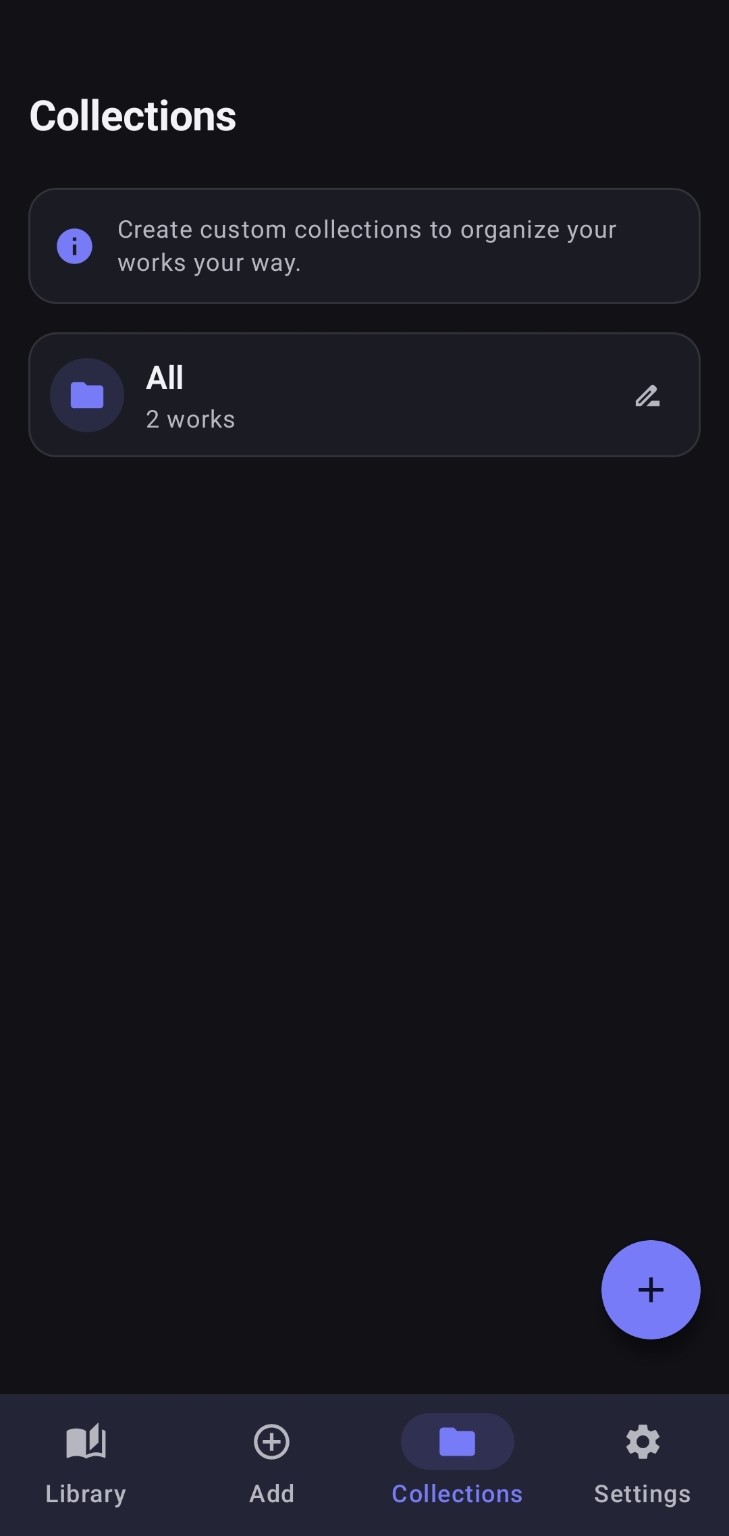 Collections
Create custom collections to organize your
works your way.
All
2 works
Library
Add
Collections
Settings